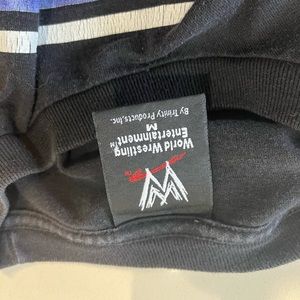 World Wrestling
Entertainment™
M
By Trinity Products, Inc.